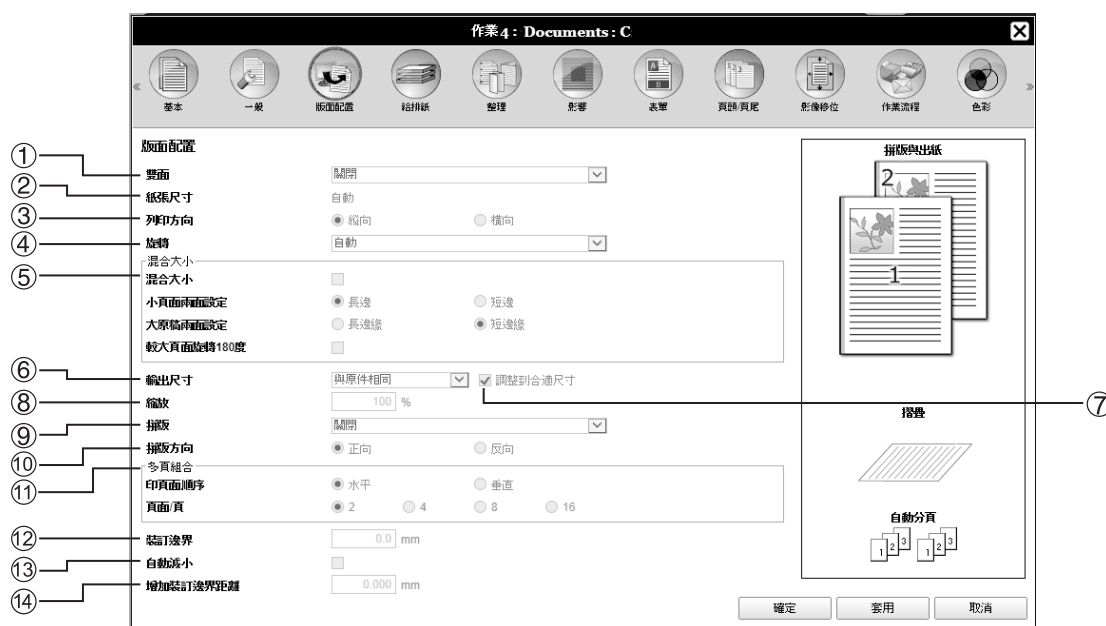 作業4 : Documents : C
« 基本 一般 版面配置 給排紙 整理 影響 表單 頁頭/頁尾 影像移位 作業流程 色彩 »
版面配置
① 雙面 關閉
② 紙張尺寸 自動
③ 列印方向 縱向 橫向
④ 旋轉 自動
混合大小
⑤ 混合大小
小頁面兩面設定 長邊 短邊
大原稿兩面設定 長邊緣 短邊緣
較大頁面旋轉180度
⑥ 輸出尺寸 與原件相同 調整到合適尺寸 ⑦
⑧ 縮放 100 %
⑨ 拼版 關閉
⑩ 拼版方向 正向 反向
⑪ 多頁組合
印頁面順序 水平 垂直
頁面/頁 2 4 8 16
⑫ 裝訂邊界 0.0 mm
⑬ 自動減小
⑭ 增加裝訂邊界距離 0.000 mm
拼版與出紙
2
1
摺疊
自動分頁
1 2 3 1 2 3
確定 套用 取消